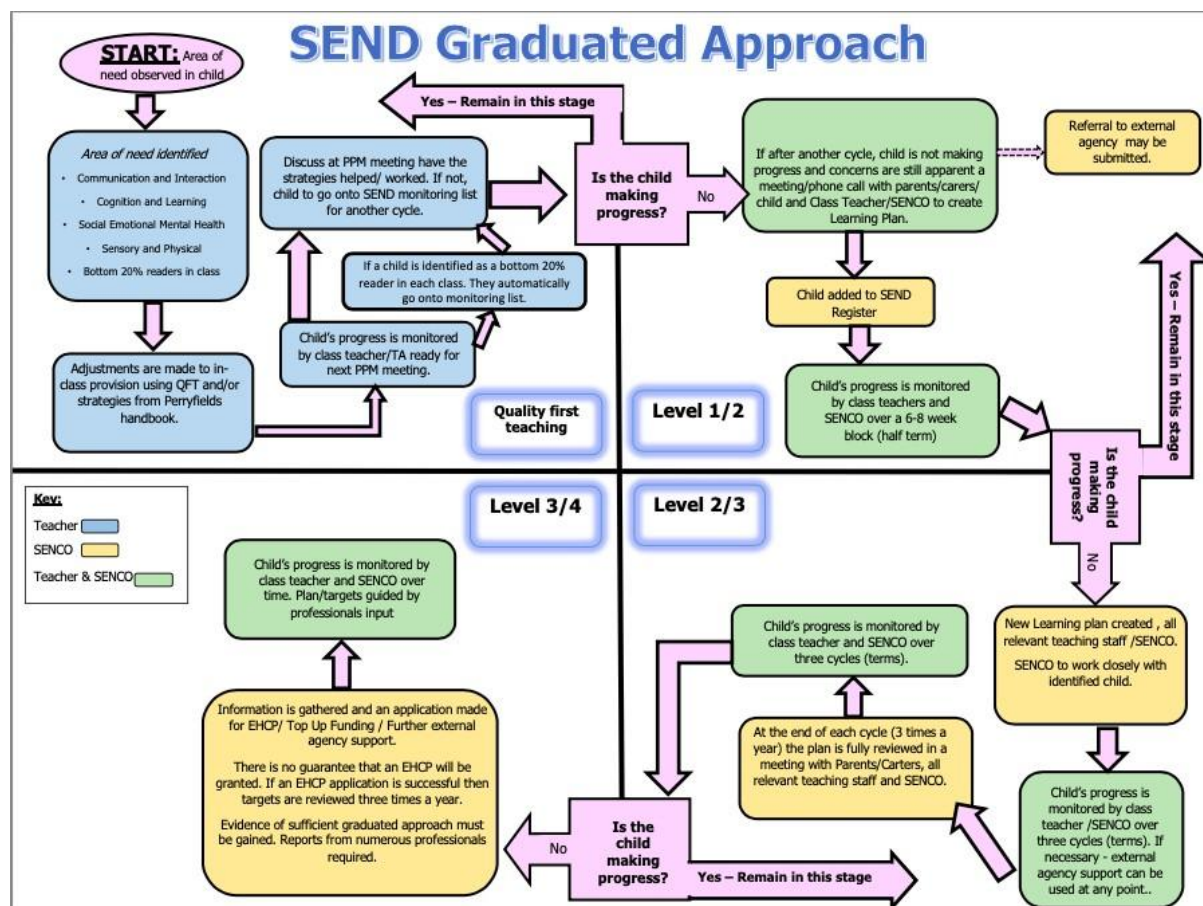 SEND Graduated Approach
START: Area of
need observed in child
Area of need identified
• Communication and Interaction
• Cognition and Learning
• Social Emotional Mental Health
• Sensory and Physical
• Bottom 20% readers in class
Adjustments are made to in-
class provision using QFT and/or
strategies from Perryfields
handbook.
Child's progress is monitored
by class teacher/TA ready for
next PPM meeting.
If a child is identified as a bottom 20%
reader in each class. They automatically
go onto monitoring list.
Discuss at PPM meeting have the
strategies helped/ worked. If not,
child to go onto SEND monitoring list
for another cycle.
Quality first
teaching
Is the child
making
progress?
Yes – Remain in this stage
No
If after another cycle, child is not making
progress and concerns are still apparent a
meeting/phone call with parents/carers/
child and Class Teacher/SENCO to create
Learning Plan.
Referral to external
agency may be
submitted.
Child added to SEND
Register
Child's progress is monitored
by class teachers and
SENCO over a 6-8 week
block (half term)
Level 1/2
Is the child
making
progress?
Yes – Remain in this stage
No
New Learning plan created , all
relevant teaching staff /SENCO.
SENCO to work closely with
identified child.
Child's progress is
monitored by class
teacher /SENCO over
three cycles (terms). If
necessary - external
agency support can be
used at any point..
At the end of each cycle (3 times a
year) the plan is fully reviewed in a
meeting with Parents/Carters, all
relevant teaching staff and SENCO.
Child's progress is monitored by
class teacher and SENCO over
three cycles (terms).
Level 2/3
Is the
child
making
progress?
Yes – Remain in this stage
No
Information is gathered and an application made
for EHCP/ Top Up Funding / Further external
agency support.
There is no guarantee that an EHCP will be
granted. If an EHCP application is successful then
targets are reviewed three times a year.
Evidence of sufficient graduated approach must
be gained. Reports from numerous professionals
required.
Child's progress is monitored by
class teacher and SENCO over
time. Plan/targets guided by
professionals input
Level 3/4
Key:
Teacher
SENCO
Teacher & SENCO